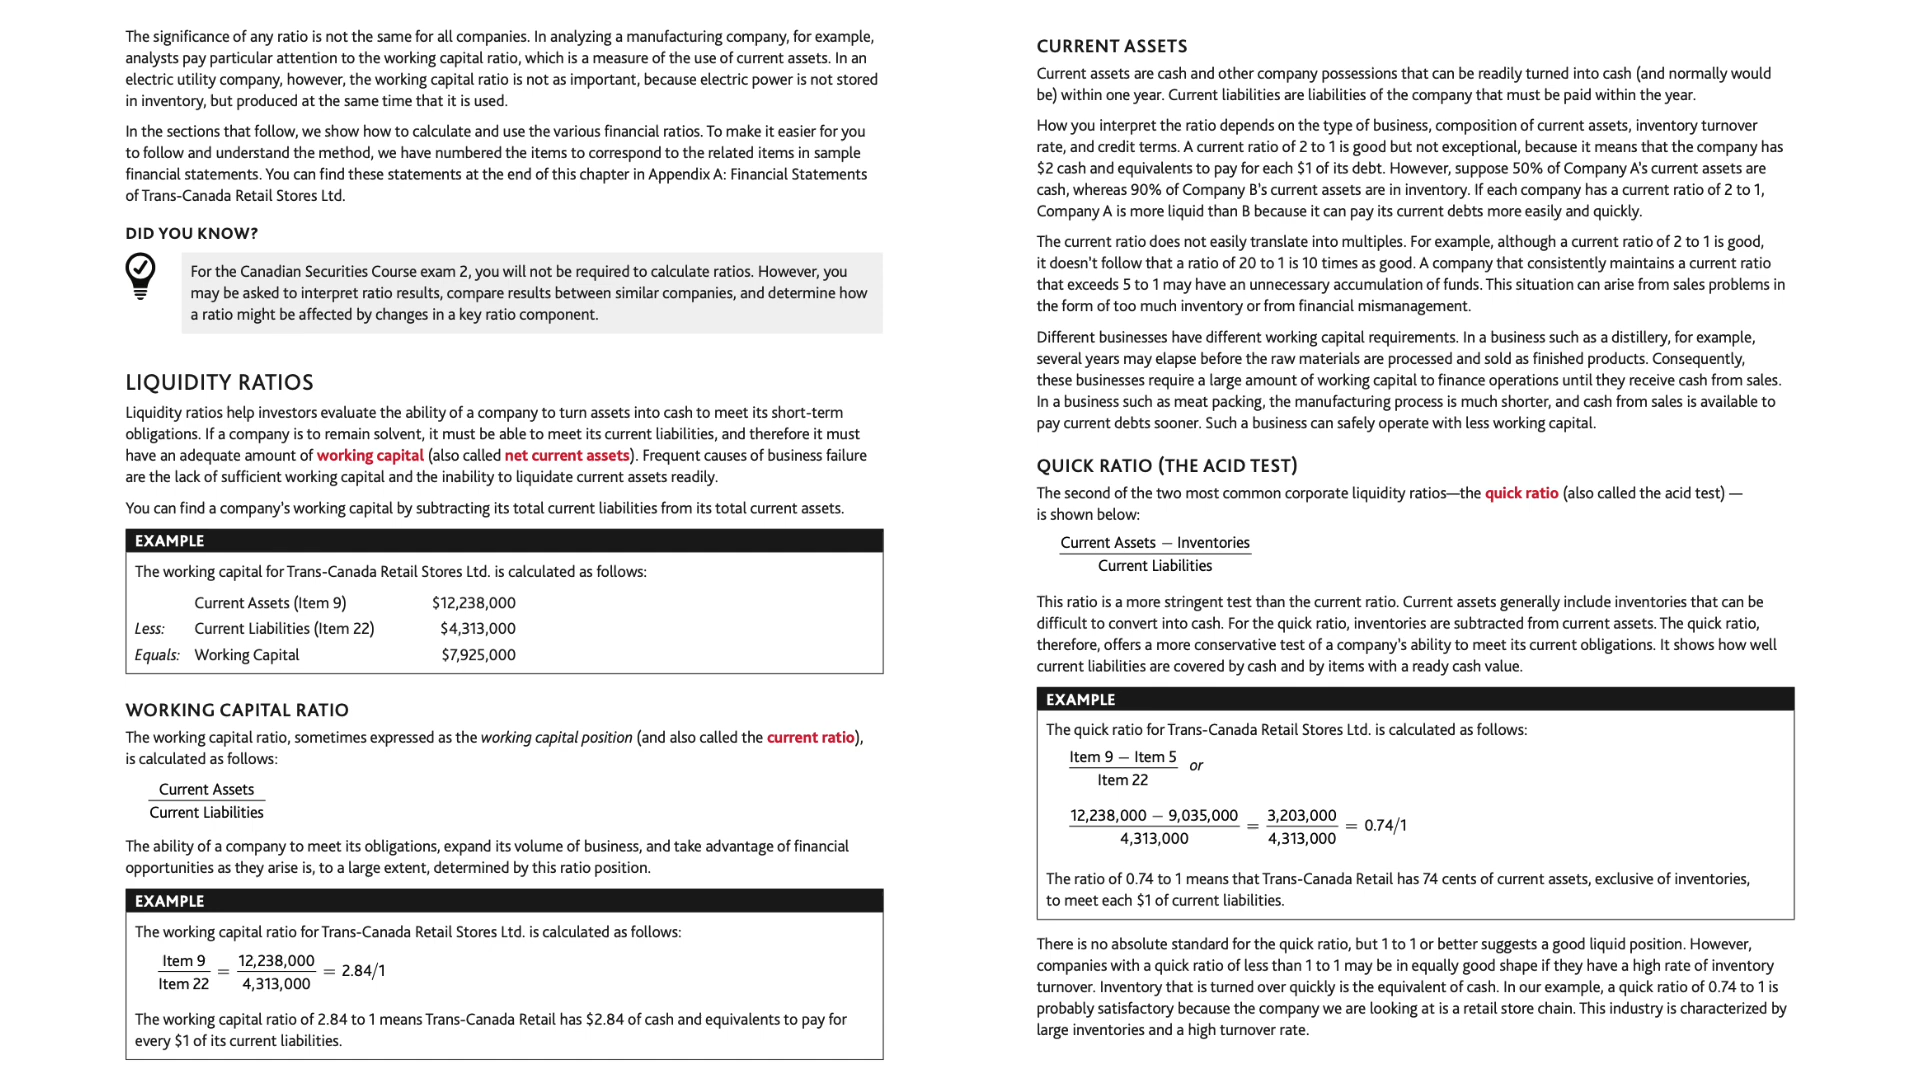 The significance of any ratio is not the same for all companies. In analyzing a manufacturing company, for example,
analysts pay particular attention to the working capital ratio, which is a measure of the use of current assets. In an
electric utility company, however, the working capital ratio is not as important, because electric power is not stored
in inventory, but produced at the same time that it is used.
In the sections that follow, we show how to calculate and use the various financial ratios. To make it easier for you
to follow and understand the method, we have numbered the items to correspond to the related items in sample
financial statements. You can find these statements at the end of this chapter in Appendix A: Financial Statements
of Trans-Canada Retail Stores Ltd.
DID YOU KNOW?
For the Canadian Securities Course exam 2, you will not be required to calculate ratios. However, you
may be asked to interpret ratio results, compare results between similar companies, and determine how
a ratio might be affected by changes in a key ratio component.
LIQUIDITY RATIOS
Liquidity ratios help investors evaluate the ability of a company to turn assets into cash to meet its short-term
obligations. If a company is to remain solvent, it must be able to meet its current liabilities, and therefore it must
have an adequate amount of working capital (also called net current assets). Frequent causes of business failure
are the lack of sufficient working capital and the inability to liquidate current assets readily.
You can find a company's working capital by subtracting its total current liabilities from its total current assets.
EXAMPLE
The working capital for Trans-Canada Retail Stores Ltd. is calculated as follows:
Current Assets (Item 9) $12,238,000
Less: Current Liabilities (Item 22) $4,313,000
Equals: Working Capital $7,925,000
WORKING CAPITAL RATIO
The working capital ratio, sometimes expressed as the working capital position (and also called the current ratio),
is calculated as follows:
Current Assets
Current Liabilities
The ability of a company to meet its obligations, expand its volume of business, and take advantage of financial
opportunities as they arise is, to a large extent, determined by this ratio position.
EXAMPLE
The working capital ratio for Trans-Canada Retail Stores Ltd. is calculated as follows:
Item 9 12,238,000
= = 2.84/1
Item 22 4,313,000
The working capital ratio of 2.84 to 1 means Trans-Canada Retail has $2.84 of cash and equivalents to pay for
every $1 of its current liabilities.
CURRENT ASSETS
Current assets are cash and other company possessions that can be readily turned into cash (and normally would
be) within one year. Current liabilities are liabilities of the company that must be paid within the year.
How you interpret the ratio depends on the type of business, composition of current assets, inventory turnover
rate, and credit terms. A current ratio of 2 to 1 is good but not exceptional, because it means that the company has
$2 cash and equivalents to pay for each $1 of its debt. However, suppose 50% of Company A's current assets are
cash, whereas 90% of Company B's current assets are in inventory. If each company has a current ratio of 2 to 1,
Company A is more liquid than B because it can pay its current debts more easily and quickly.
The current ratio does not easily translate into multiples. For example, although a current ratio of 2 to 1 is good,
it doesn't follow that a ratio of 20 to 1 is 10 times as good. A company that consistently maintains a current ratio
that exceeds 5 to 1 may have an unnecessary accumulation of funds. This situation can arise from sales problems in
the form of too much inventory or from financial mismanagement.
Different businesses have different working capital requirements. In a business such as a distillery, for example,
several years may elapse before the raw materials are processed and sold as finished products. Consequently,
these businesses require a large amount of working capital to finance operations until they receive cash from sales.
In a business such as meat packing, the manufacturing process is much shorter, and cash from sales is available to
pay current debts sooner. Such a business can safely operate with less working capital.
QUICK RATIO (THE ACID TEST)
The second of the two most common corporate liquidity ratios—the quick ratio (also called the acid test) —
is shown below:
Current Assets − Inventories
Current Liabilities
This ratio is a more stringent test than the current ratio. Current assets generally include inventories that can be
difficult to convert into cash. For the quick ratio, inventories are subtracted from current assets. The quick ratio,
therefore, offers a more conservative test of a company's ability to meet its current obligations. It shows how well
current liabilities are covered by cash and by items with a ready cash value.
EXAMPLE
The quick ratio for Trans-Canada Retail Stores Ltd. is calculated as follows:
Item 9 − Item 5
or
Item 22
12,238,000 − 9,035,000 3,203,000
= = 0.74/1
4,313,000 4,313,000
The ratio of 0.74 to 1 means that Trans-Canada Retail has 74 cents of current assets, exclusive of inventories,
to meet each $1 of current liabilities.
There is no absolute standard for the quick ratio, but 1 to 1 or better suggests a good liquid position. However,
companies with a quick ratio of less than 1 to 1 may be in equally good shape if they have a high rate of inventory
turnover. Inventory that is turned over quickly is the equivalent of cash. In our example, a quick ratio of 0.74 to 1 is
probably satisfactory because the company we are looking at is a retail store chain. This industry is characterized by
large inventories and a high turnover rate.